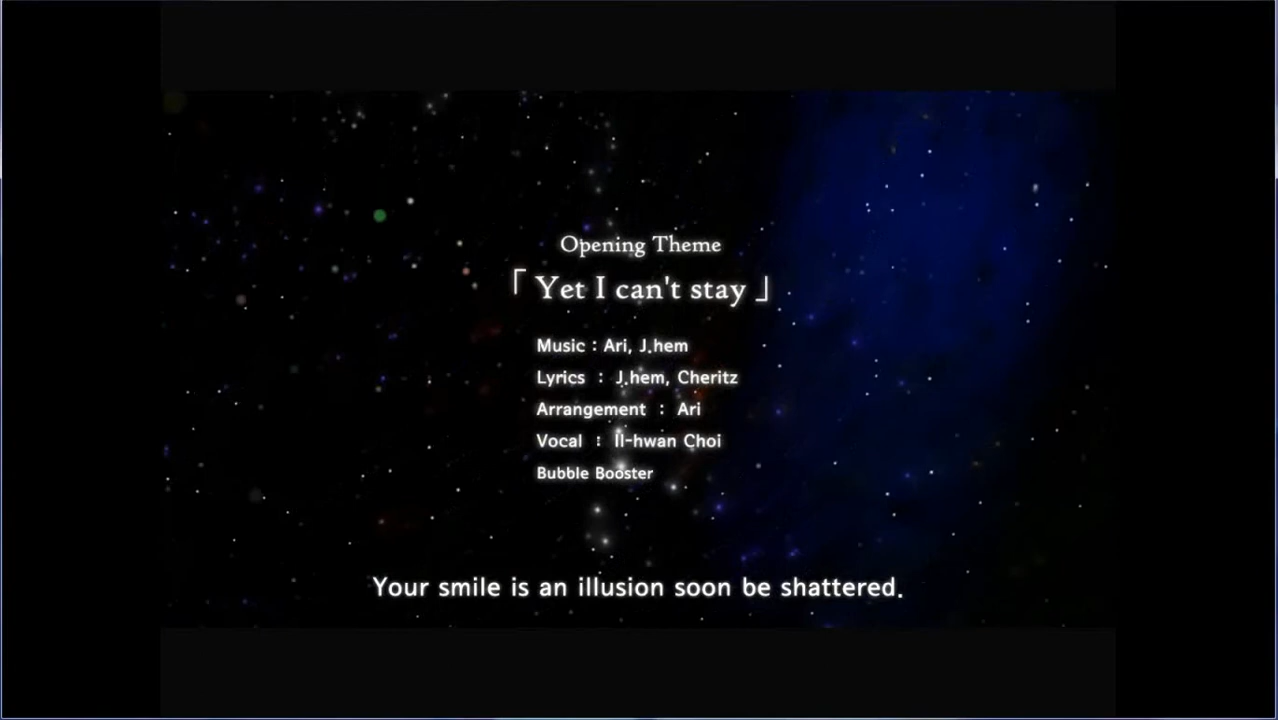 Opening Theme
「 Yet I can't stay 」
Music : Ari, J.hem
Lyrics : J.hem, Cheritz
Arrangement : Ari
Vocal : Il-hwan Choi
Bubble Booster
Your smile is an illusion soon be shattered.